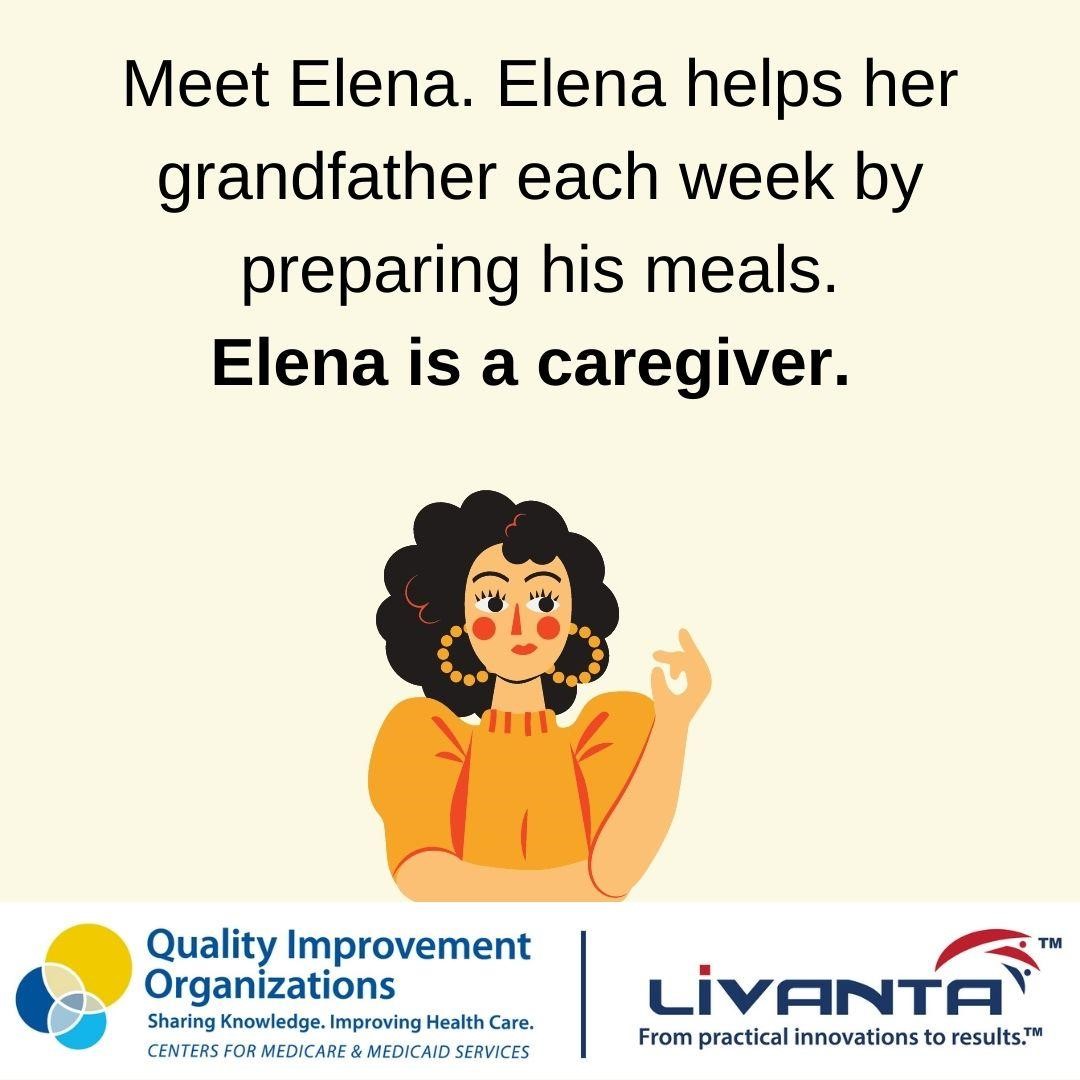 Meet Elena. Elena helps her
grandfather each week by
preparing his meals.
Elena is a caregiver.
Quality Improvement
Organizations
Sharing Knowledge. Improving Health Care.
CENTERS FOR MEDICARE & MEDICAID SERVICES
LIVANTA™
From practical innovations to results.™